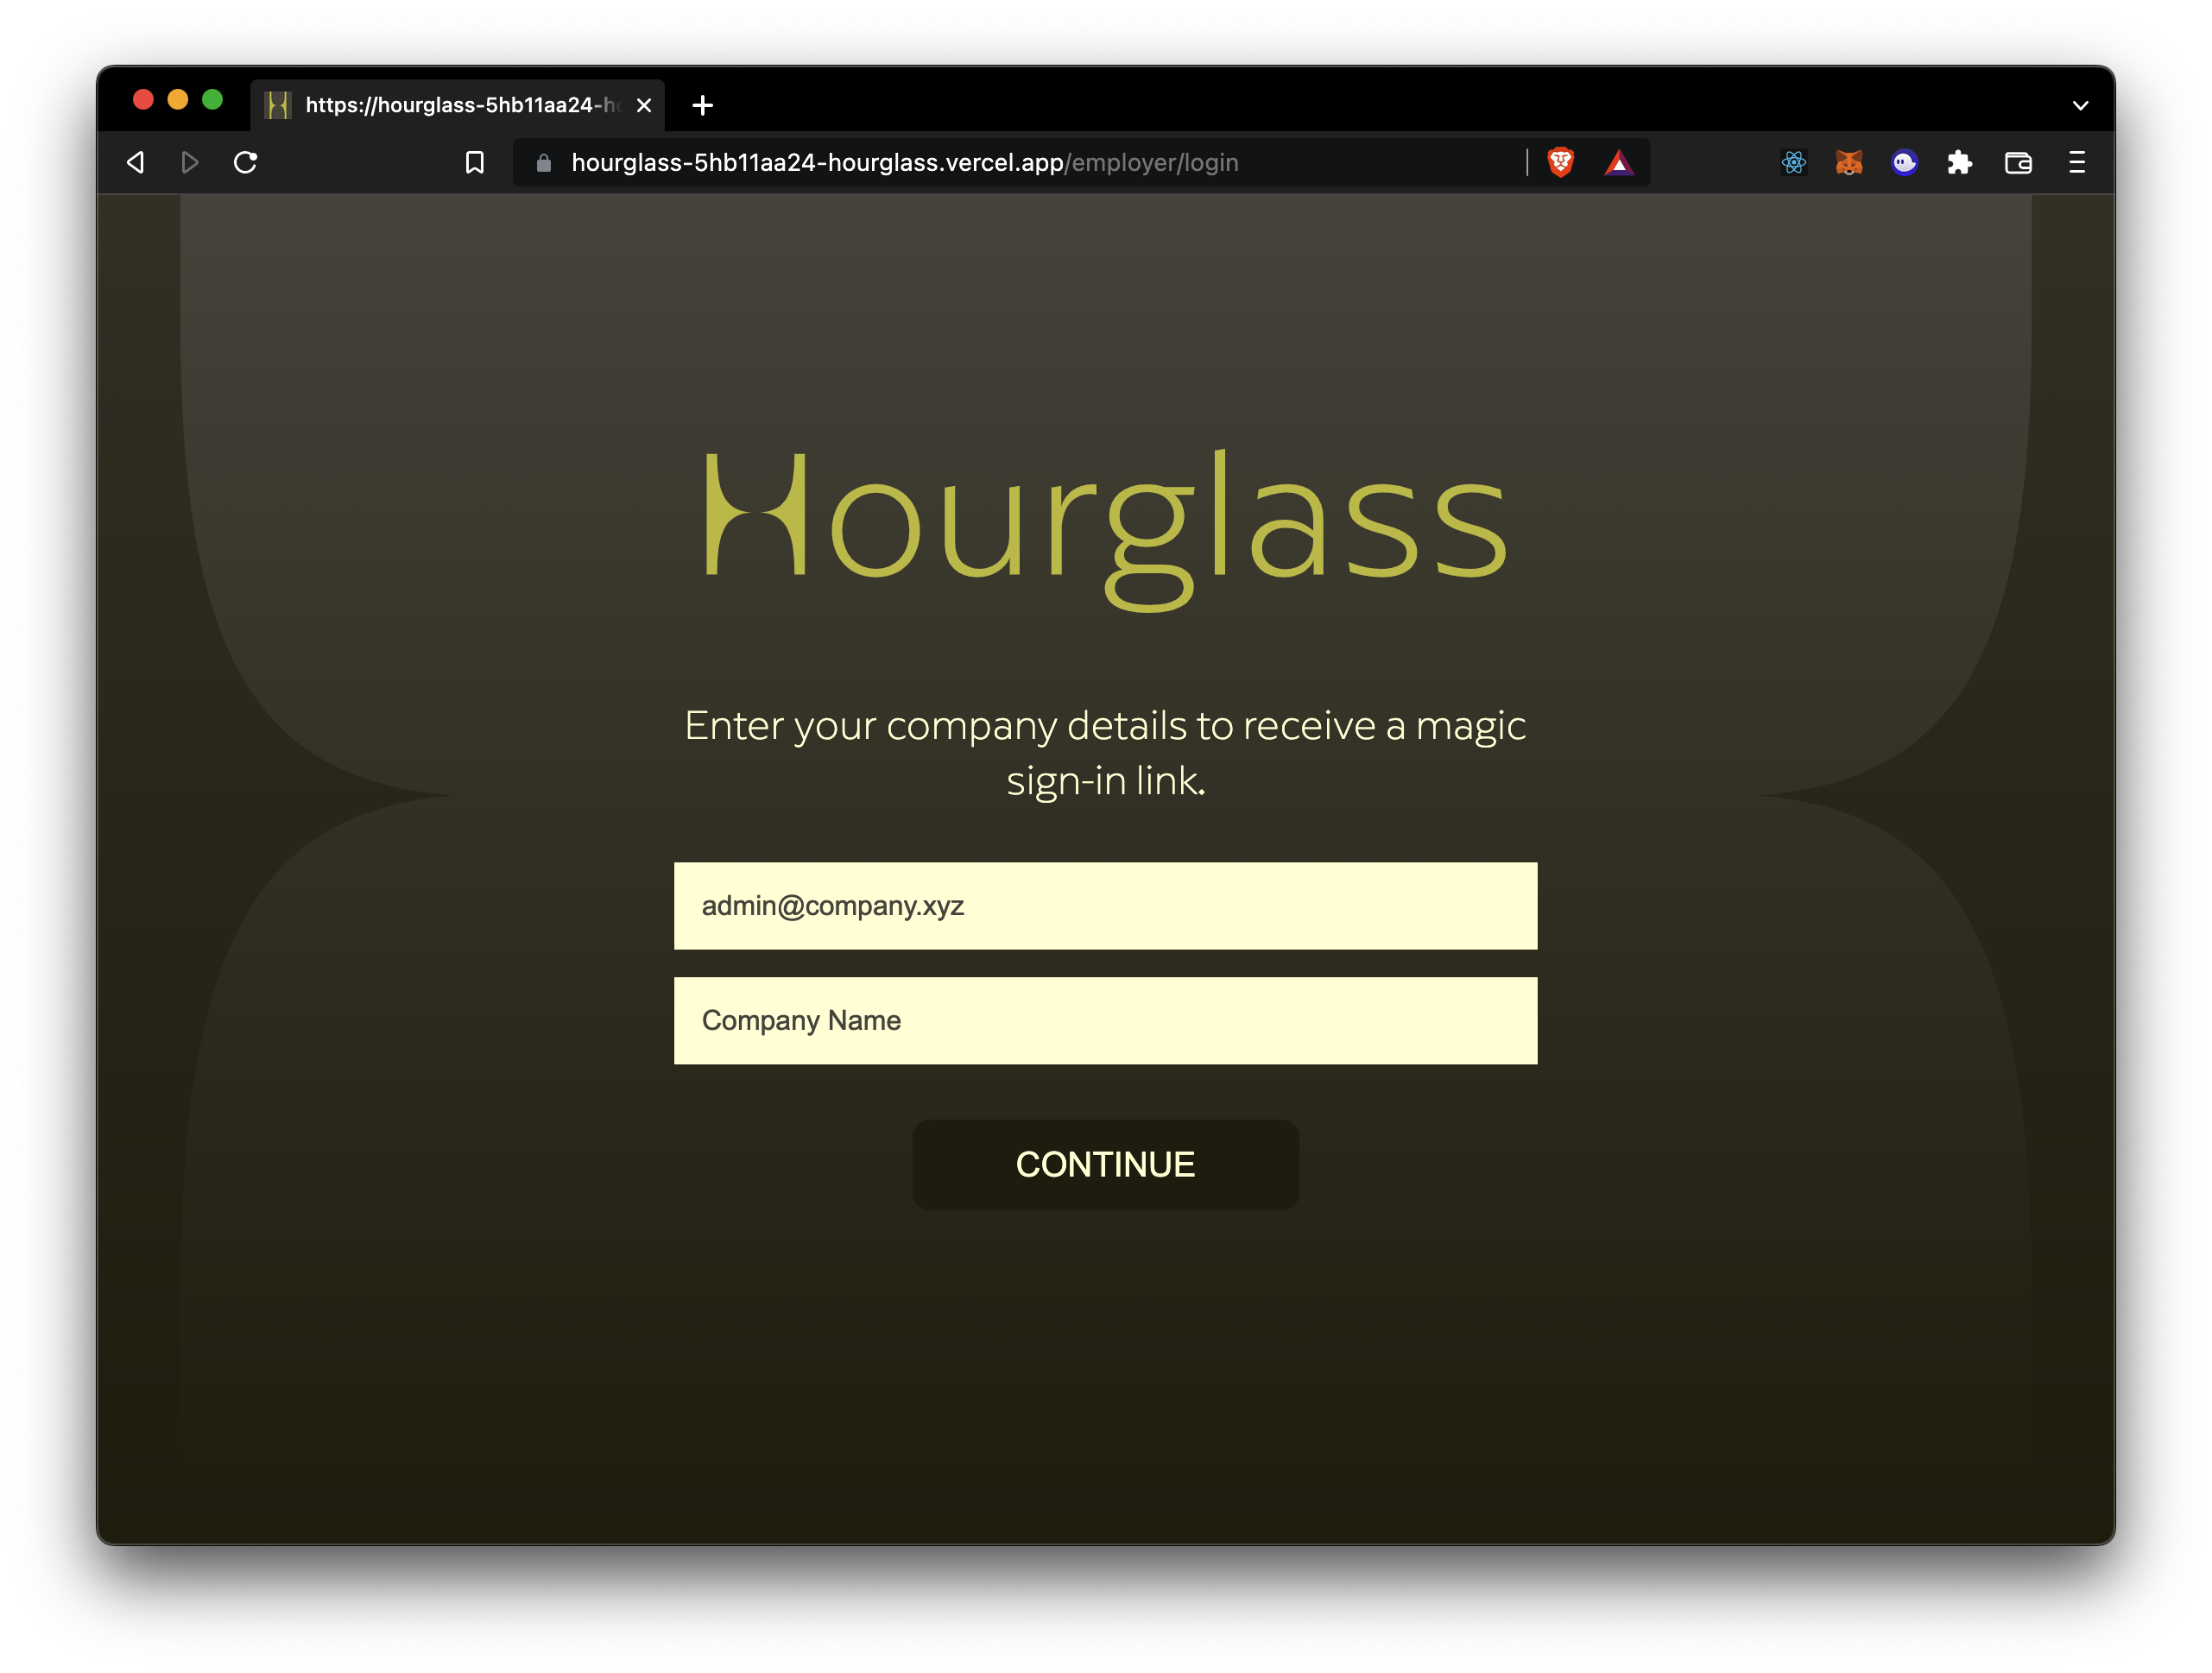 https://hourglass-5hb11aa24-h
hourglass-5hb11aa24-hourglass.vercel.app/employer/login
Hourglass
Enter your company details to receive a magic
sign-in link.
admin@company.xyz
Company Name
CONTINUE